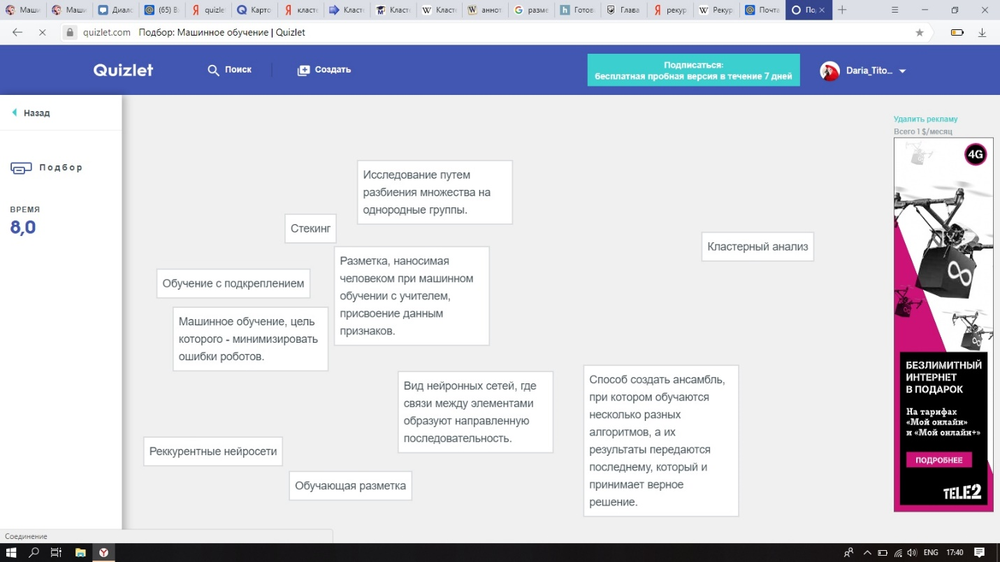 Маши
Маши
Диалс
(65) В
quizle
Карто
класте
Класте
Класте
Класте
аннот
разме
Готов
Глава
рекур
Рекур
Почта
По
quizlet.com Подбор: Машинное обучение | Quizlet
Quizlet
Поиск
Создать
Подписаться:
бесплатная пробная версия в течение 7 дней
Daria_Tito...
Назад
Подбор
ВРЕМЯ
8,0
Исследование путем
разбиения множества на
однородные группы.
Стекинг
Кластерный анализ
Разметка, наносимая
человеком при машинном
обучении с учителем,
присвоение данным
признаков.
Обучение с подкреплением
Машинное обучение, цель
которого - минимизировать
ошибки роботов.
Вид нейронных сетей, где
связи между элементами
образуют направленную
последовательность.
Способ создать ансамбль,
при котором обучаются
несколько разных
алгоритмов, а их
результаты передаются
последнему, который и
принимает верное
решение.
Реккурентные нейросети
Обучающая разметка
Удалить рекламу
Всего 1 $/месяц
4G
БЕЗЛИМИТНЫЙ
ИНТЕРНЕТ
В ПОДАРОК
На тарифах
«Мой онлайн»
и «Мой онлайн+»
ПОДРОБНЕЕ
TELE2
Соединение
ENG
17:40